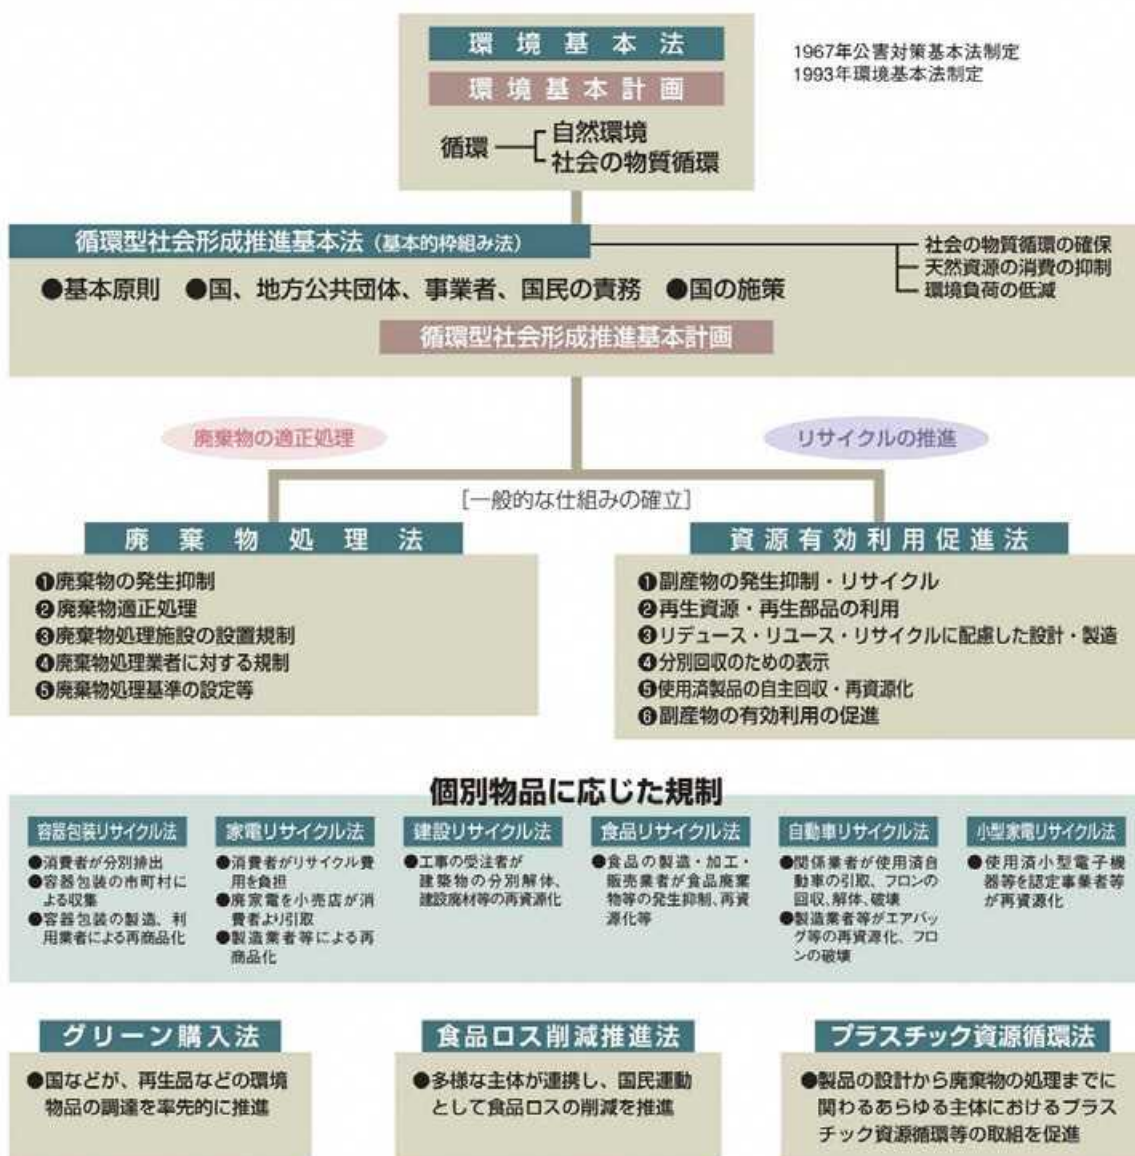 環境基本法
1967年公害対策基本法制定
1993年環境基本法制定
環境基本計画
循環
自然環境
社会の物質循環
循環型社会形成推進基本法（基本的枠組み法）
社会の物質循環の確保
天然資源の消費の抑制
環境負荷の低減
●基本原則 ●国、地方公共団体、事業者、国民の責務 ●国の施策
循環型社会形成推進基本計画
廃棄物の適正処理
リサイクルの推進
[一般的な仕組みの確立]
廃棄物処理法
❶廃棄物の発生抑制
❷廃棄物適正処理
❸廃棄物処理施設の設置規制
❹廃棄物処理業者に対する規制
❺廃棄物処理基準の設定等
資源有効利用促進法
❶副産物の発生抑制・リサイクル
❷再生資源・再生部品の利用
❸リデュース・リユース・リサイクルに配慮した設計・製造
❹分別回収のための表示
❺使用済製品の自主回収・再資源化
❻副産物の有効利用の促進
個別物品に応じた規制
容器包装リサイクル法
●消費者が分別排出
●容器包装の市町村に
よる収集
●容器包装の製造、利
用業者による再商品化
家電リサイクル法
●消費者がリサイクル費
用を負担
●廃家電を小売店が消
費者より引取
●製造業者等による再
商品化
建設リサイクル法
●工事の受注者が
建築物の分別解体、
建設廃材等の再資源化
食品リサイクル法
●食品の製造・加工・
販売業者が食品廃棄
物等の発生抑制、再資
源化等
自動車リサイクル法
●関係業者が使用済自
動車の引取、フロンの
回収、解体、破壊
●製造業者等がエアバッ
グ等の再資源化、フロ
ンの破壊
小型家電リサイクル法
●使用済小型電子機
器等を認定事業者等
が再資源化
グリーン購入法
●国などが、再生品などの環境
物品の調達を率先的に推進
食品ロス削減推進法
●多様な主体が連携し、国民運動
として食品ロスの削減を推進
プラスチック資源循環法
●製品の設計から廃棄物の処理までに
関わるあらゆる主体におけるプラス
チック資源循環等の取組を促進